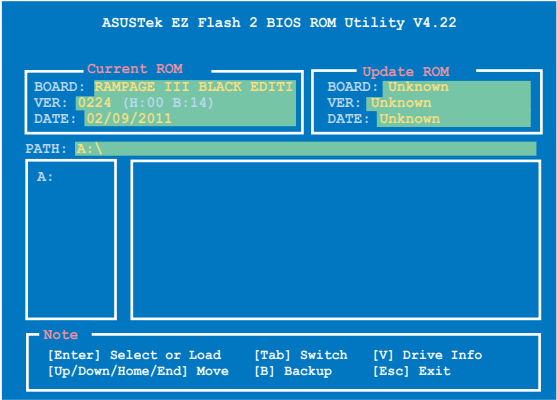 ASUSTek EZ Flash 2 BIOS ROM Utility V4.22
Current ROM
BOARD: RAMPAGE III BLACK EDITI
VER: 0224 (H:00 B:14)
DATE: 02/09/2011
Update ROM
BOARD: Unknown
VER: Unknown
DATE: Unknown
PATH: A:\
A:
Note
[Enter] Select or Load [Tab] Switch [V] Drive Info
[Up/Down/Home/End] Move [B] Backup [Esc] Exit